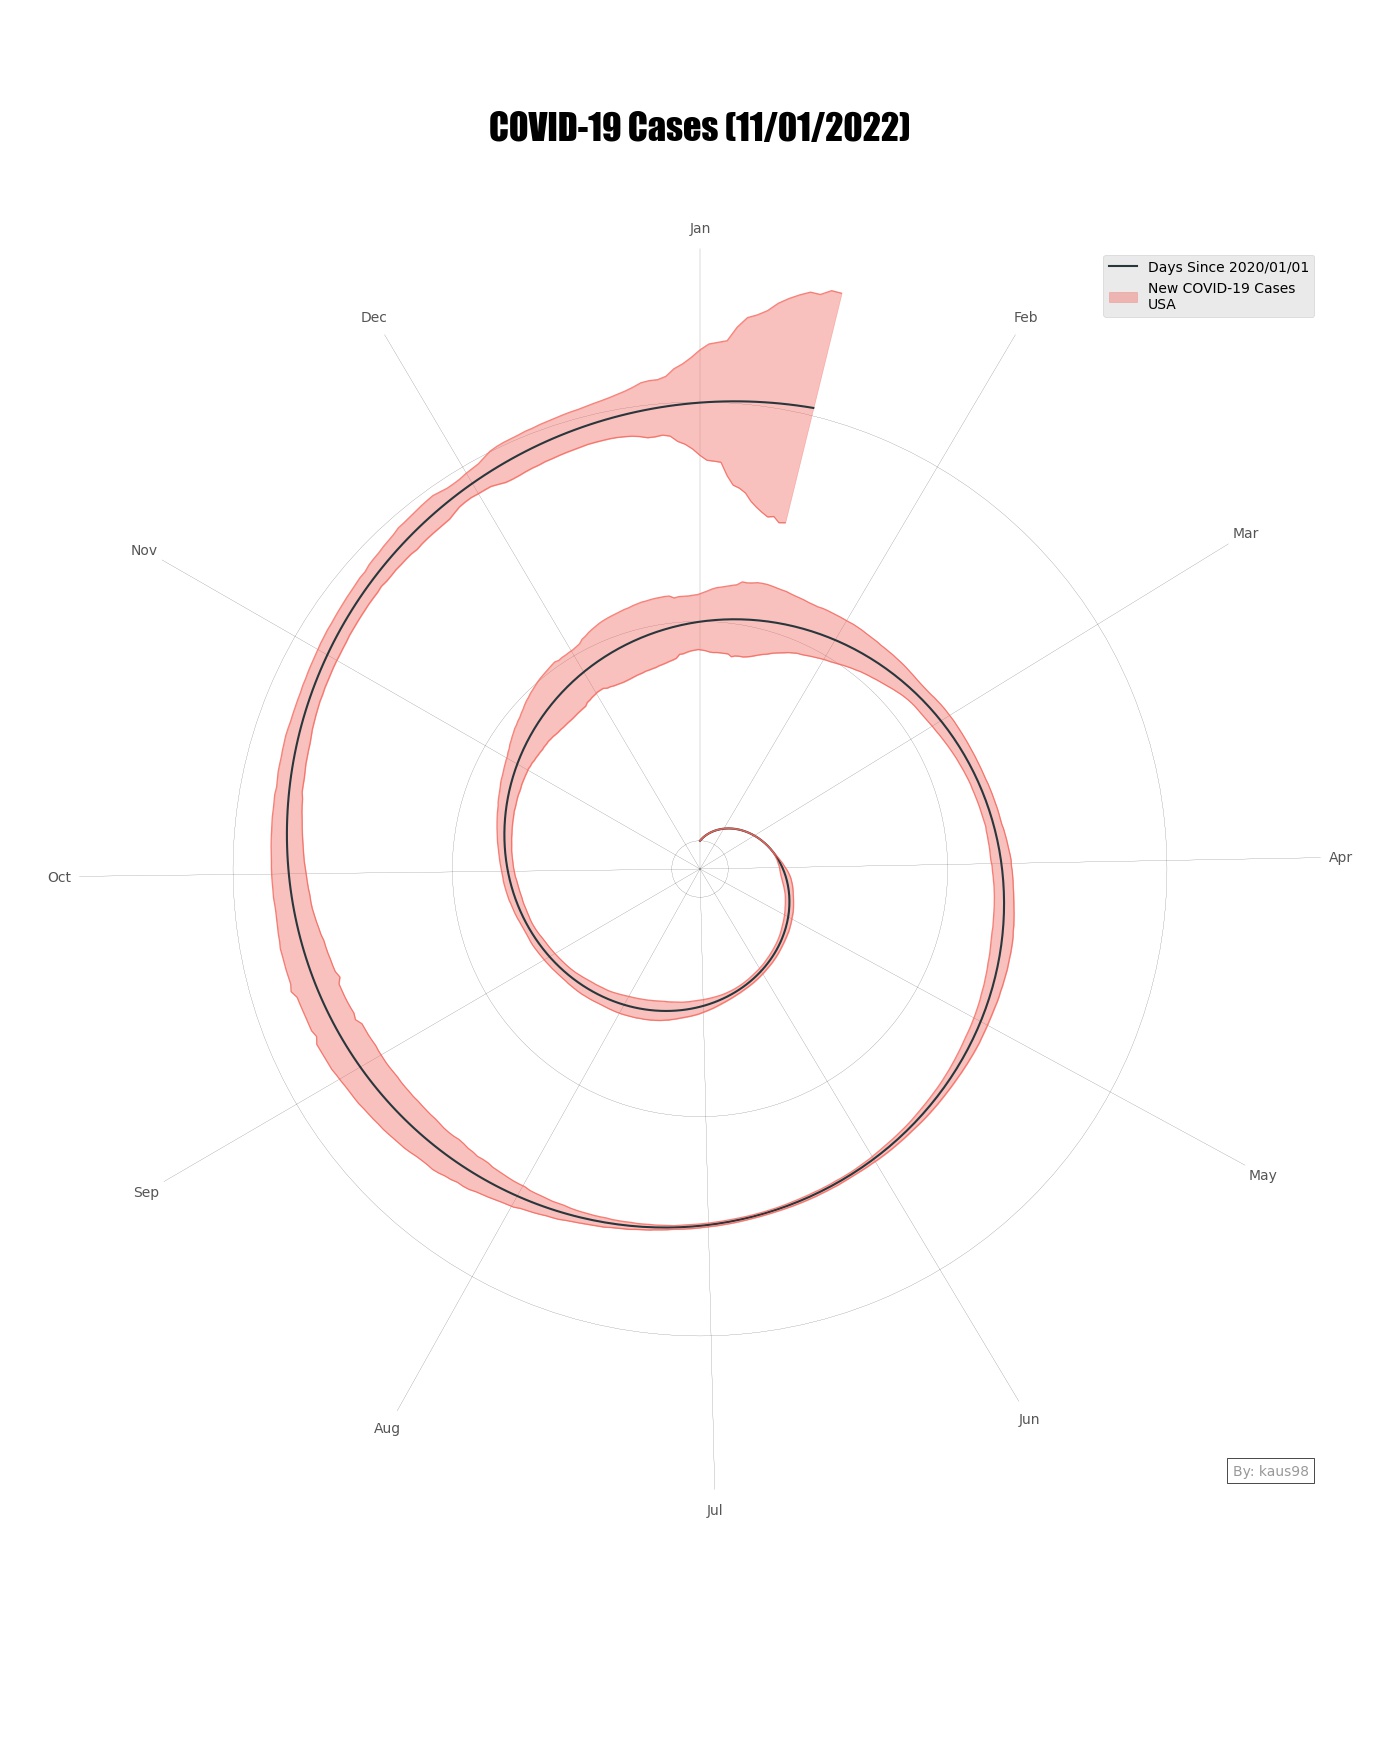 COVID-19 Cases (11/01/2022)
Jan
Days Since 2020/01/01
New COVID-19 Cases
USA
Dec
Feb
Nov
Mar
Apr
Oct
May
Sep
Jun
Aug
By: kaus98
Jul